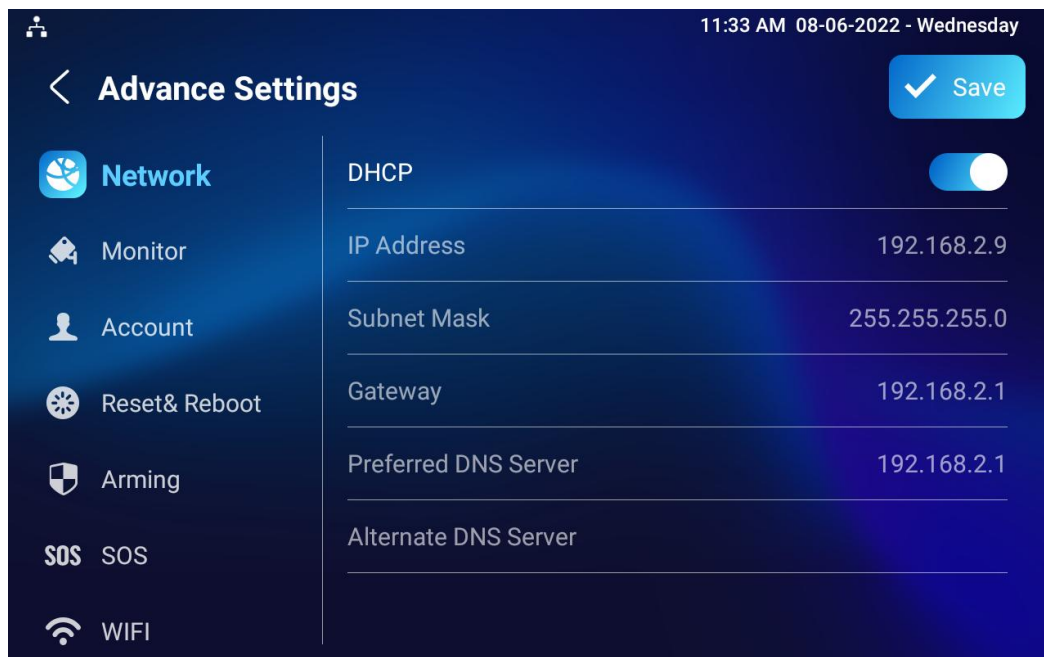 11:33 AM 08-06-2022 - Wednesday
Advance Settings
Save
Network
Monitor
Account
Reset& Reboot
Arming
SOS SOS
WIFI
DHCP
IP Address 192.168.2.9
Subnet Mask 255.255.255.0
Gateway 192.168.2.1
Preferred DNS Server 192.168.2.1
Alternate DNS Server